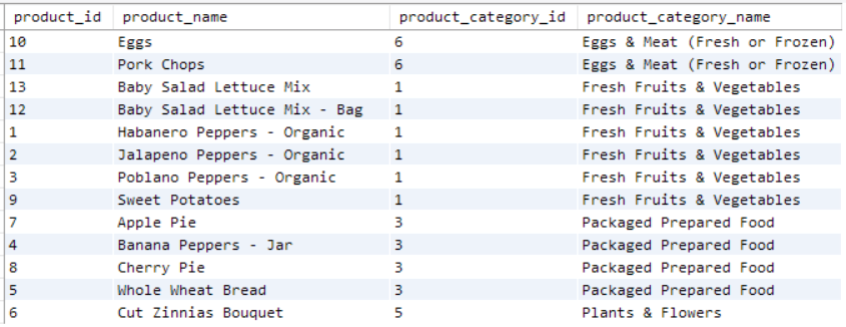 product_id product_name product_category_id product_category_name
10 Eggs 6 Eggs & Meat (Fresh or Frozen)
11 Pork Chops 6 Eggs & Meat (Fresh or Frozen)
13 Baby Salad Lettuce Mix 1 Fresh Fruits & Vegetables
12 Baby Salad Lettuce Mix - Bag 1 Fresh Fruits & Vegetables
1 Habanero Peppers - Organic 1 Fresh Fruits & Vegetables
2 Jalapeno Peppers - Organic 1 Fresh Fruits & Vegetables
3 Poblano Peppers - Organic 1 Fresh Fruits & Vegetables
9 Sweet Potatoes 1 Fresh Fruits & Vegetables
7 Apple Pie 3 Packaged Prepared Food
4 Banana Peppers - Jar 3 Packaged Prepared Food
8 Cherry Pie 3 Packaged Prepared Food
5 Whole Wheat Bread 3 Packaged Prepared Food
6 Cut Zinnias Bouquet 5 Plants & Flowers